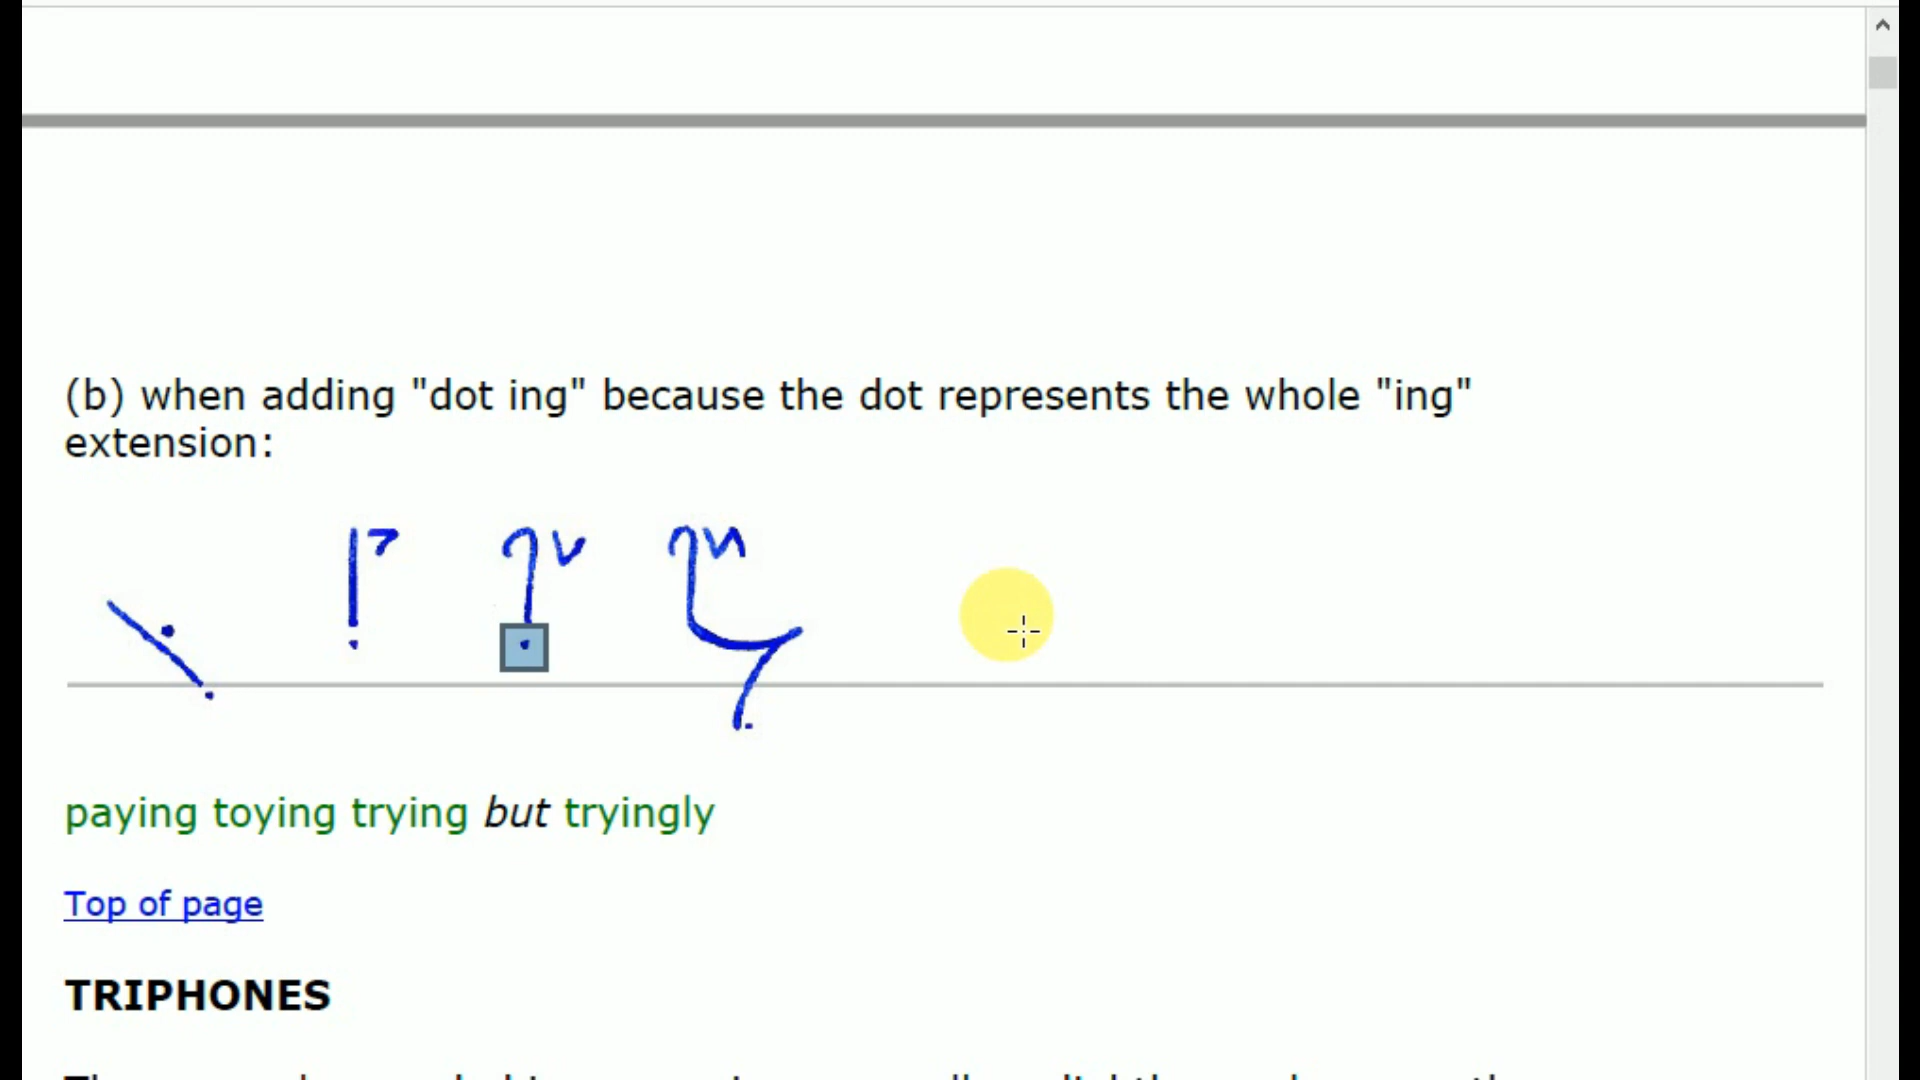 (b) when adding "dot ing" because the dot represents the whole "ing"
extension:
paying toying trying but tryingly
Top of page
TRIPHONES